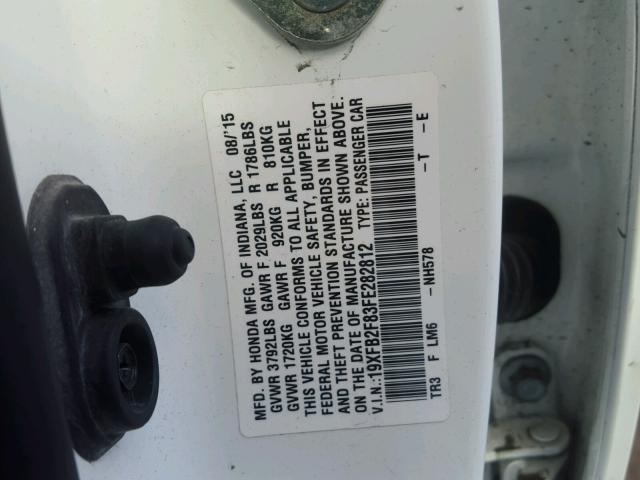 MFD. BY HONDA MFG. OF INDIANA, LLC 08/'15
GVWR 3792LBS GAWR F 2029LBS R 1786LBS
GVWR 1720KG GAWR F 920KG R 810KG
THIS VEHICLE CONFORMS TO ALL APPLICABLE
FEDERAL MOTOR VEHICLE SAFETY, BUMPER,
AND THEFT PREVENTION STANDARDS IN EFFECT
ON THE DATE OF MANUFACTURE SHOWN ABOVE.
V.I.N.:19XFB2F83FE282812 TYPE: PASSENGER CAR
TR3 F LM6 -NH578 -T -E